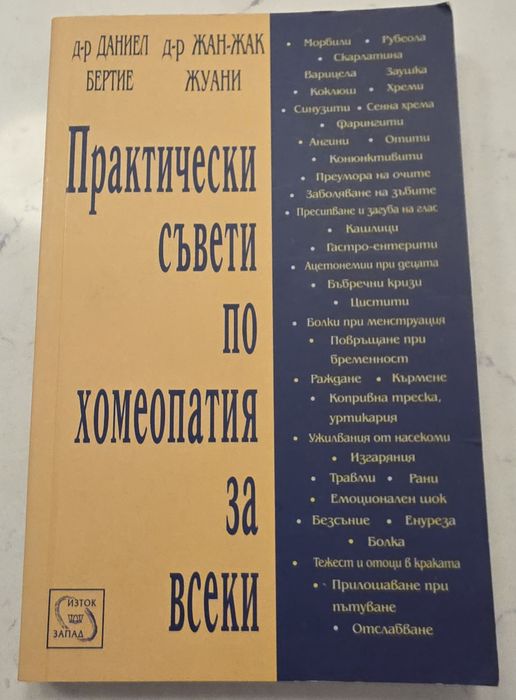 д-р ДАНИЕЛ
БЕРТИЕ
д-р ЖАН-ЖАК
ЖУАНИ
Практически
съвети
по
хомеопатия
за
всеки
ИЗТОК
ЗАПАД
• Морбили • Рубеола
• Скарлатина
Варицела Заушка
• Коклюш • Хреми
• Синузити • Сенна хрема
• Фарингити
• Ангини • Отити
• Конюнктивити
• Преумора на очите
• Заболяване на зъбите
• Пресипване и загуба на глас
• Кашлици
• Гастро-ентерити
• Ацетонемии при децата
• Бъбречни кризи
• Цистити
• Болки при менструация
• Повръщане при
бременност
• Раждане • Кърмене
• Копривна треска,
уртикария
• Ужилвания от насекоми
• Изгаряния
• Травми • Рани
• Емоционален шок
• Безсъние • Енуреза
• Болка
• Тежест и отоци в краката
• Прилошаване при
пътуване
• Отслабване